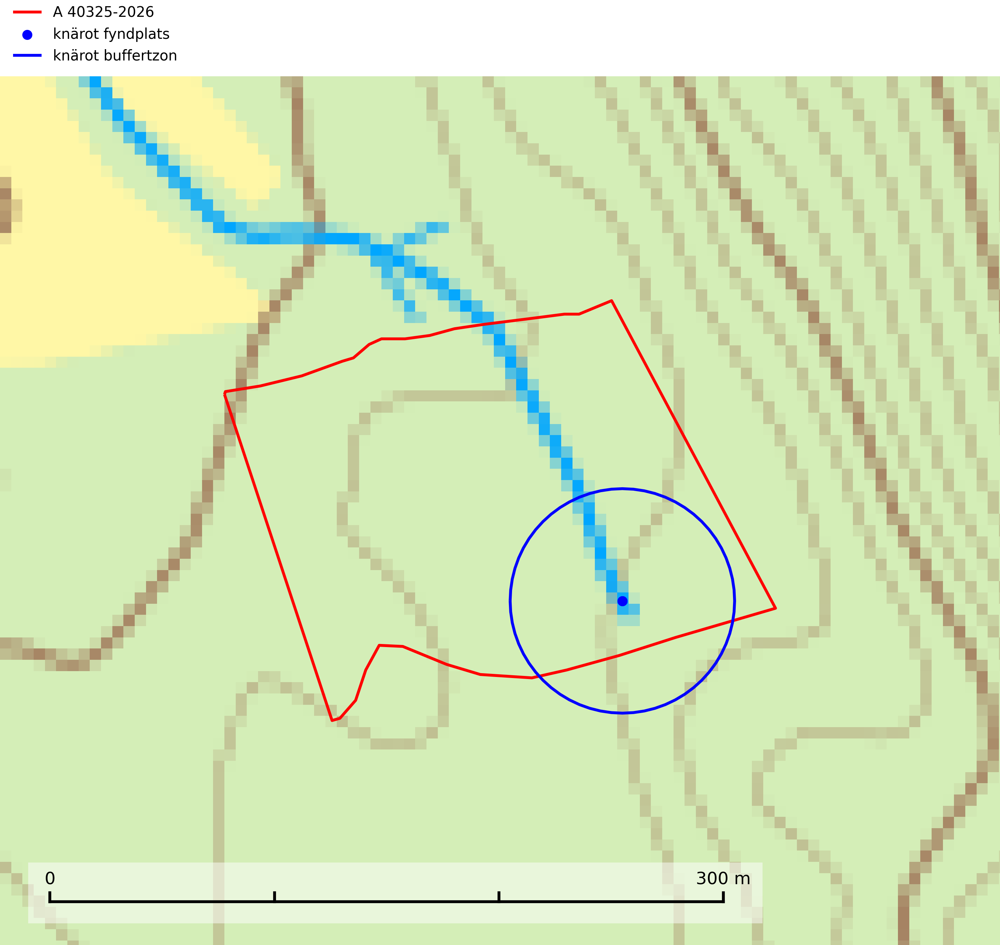 A 40325-2026
knärot fyndplats
knärot buffertzon
0 300 m